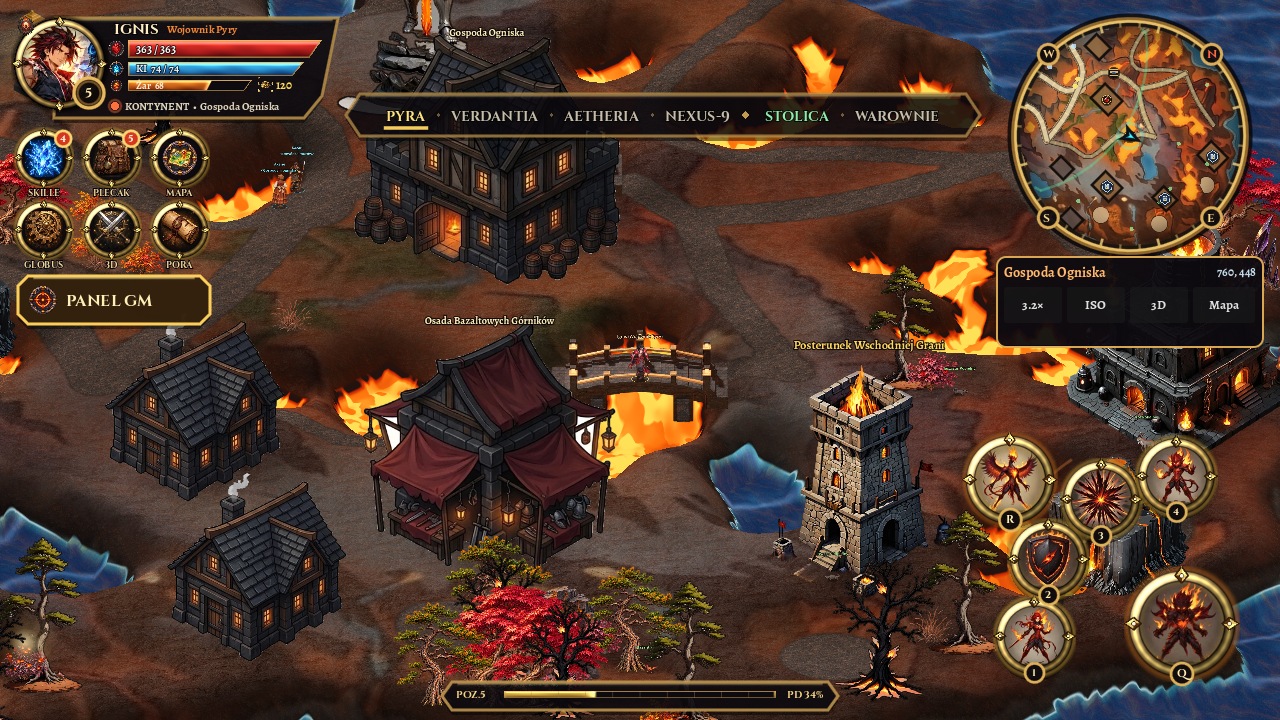 IGNIS Wojownik Pyry
363 / 363
KI 74 / 74
Żar 68
120
5
KONTYNENT • Gospoda Ogniska
4
5
SKILLE
PLECAK
MAPA
GLOBUS
3D
PORA
PANEL GM
Gospoda Ogniska
PYRA • VERDANTIA • AETHERIA • NEXUS-9 ◆ STOLICA • WAROWNIE
W
N
S
E
Gospoda Ogniska
760, 448
3.2×
ISO
3D
Mapa
Osada Bazaltowych Górników
Posterunek Wschodniej Grani
R
3
4
2
1
Q
POZ.5
PD 34%